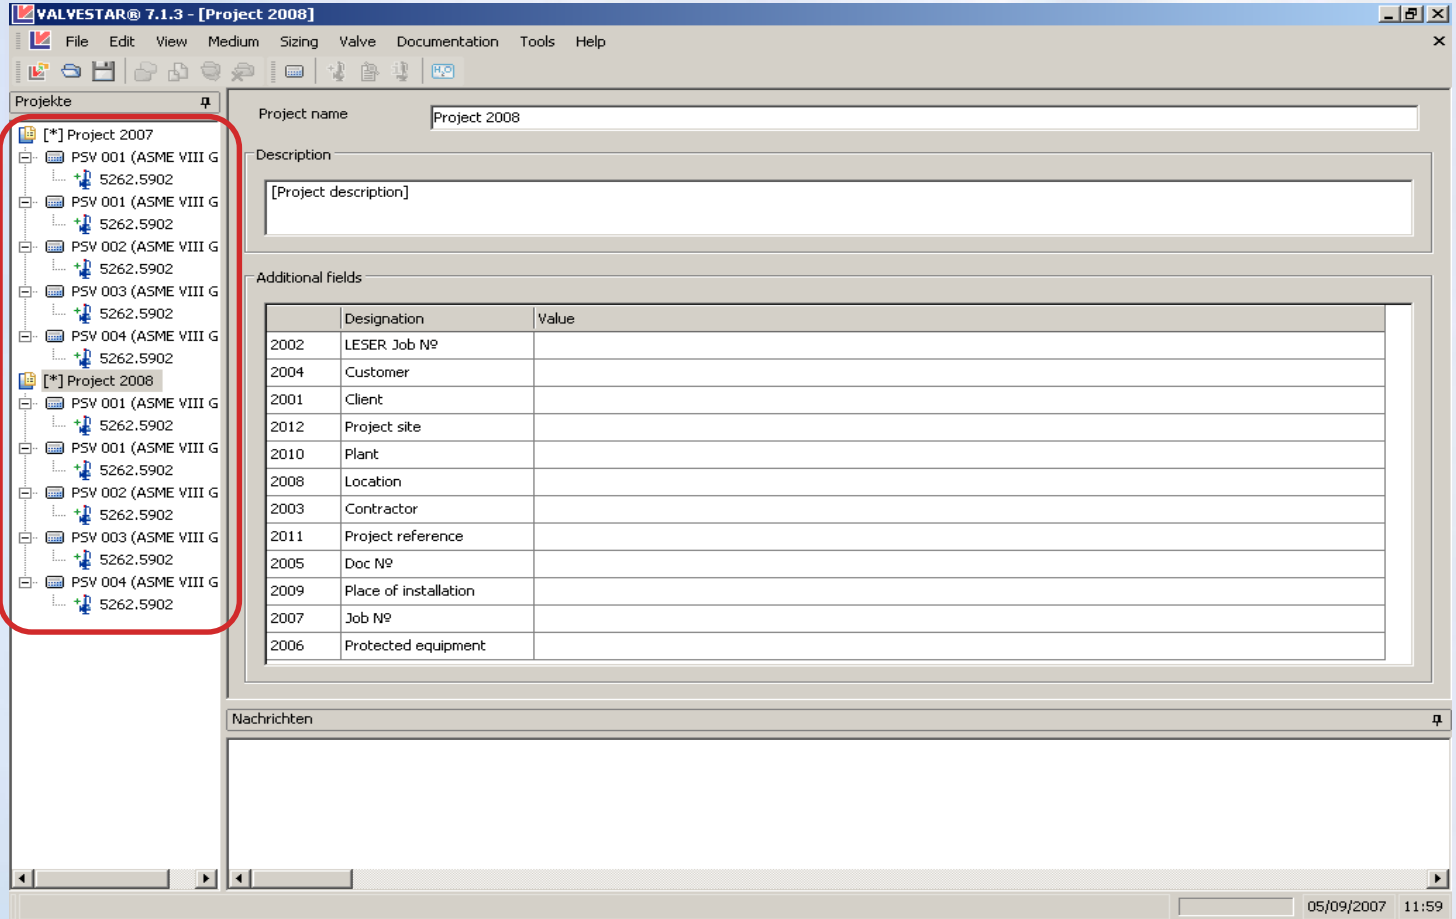 VALVESTAR® 7.1.3 - [Project 2008]
File Edit View Medium Sizing Valve Documentation Tools Help
H₂O
Projekte
[*] Project 2007
PSV 001 (ASME VIII G
5262.5902
PSV 001 (ASME VIII G
5262.5902
PSV 002 (ASME VIII G
5262.5902
PSV 003 (ASME VIII G
5262.5902
PSV 004 (ASME VIII G
5262.5902
[*] Project 2008
PSV 001 (ASME VIII G
5262.5902
PSV 001 (ASME VIII G
5262.5902
PSV 002 (ASME VIII G
5262.5902
PSV 003 (ASME VIII G
5262.5902
PSV 004 (ASME VIII G
5262.5902
Project name Project 2008
Description
[Project description]
Additional fields
Designation Value
2002 LESER Job Nº
2004 Customer
2001 Client
2012 Project site
2010 Plant
2008 Location
2003 Contractor
2011 Project reference
2005 Doc Nº
2009 Place of installation
2007 Job Nº
2006 Protected equipment
Nachrichten
05/09/2007 11:59